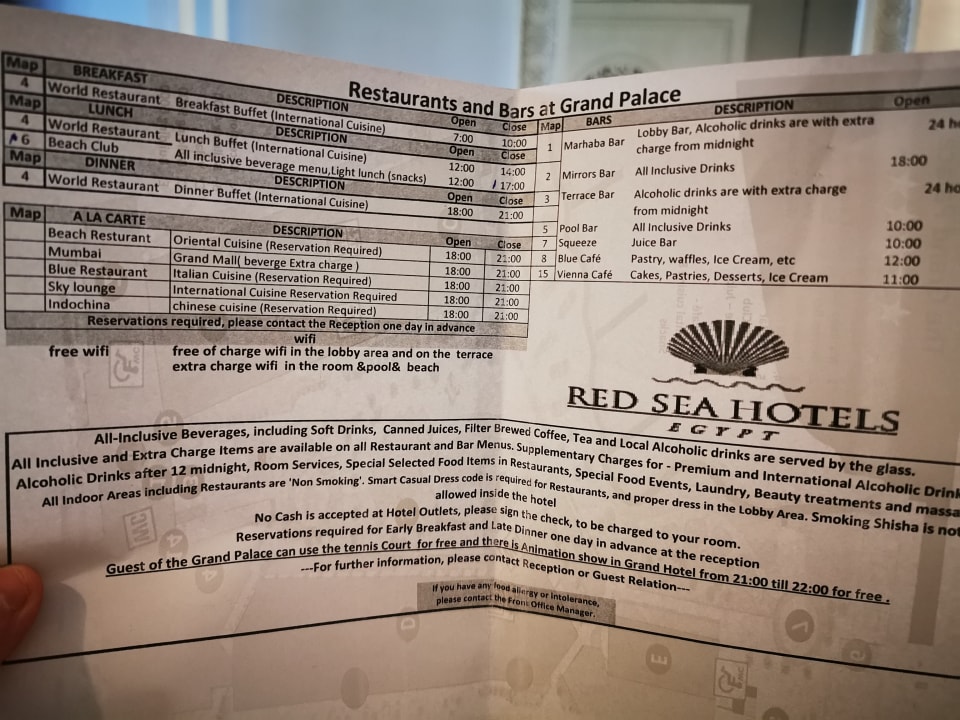 Restaurants and Bars at Grand Palace
Map BREAKFAST DESCRIPTION Open Close
4 World Restaurant Breakfast Buffet (International Cuisine) 7:00 10:00
Map LUNCH DESCRIPTION Open Close
4 World Restaurant Lunch Buffet (International Cuisine) 12:00 14:00
6 Beach Club All inclusive beverage menu,Light lunch (snacks) 12:00 17:00
Map DINNER DESCRIPTION Open Close
4 World Restaurant Dinner Buffet (International Cuisine) 18:00 21:00
Map A LA CARTE DESCRIPTION Open Close
Beach Resturant Oriental Cuisine (Reservation Required) 18:00 21:00
Mumbai Grand Mall( beverge Extra charge ) 18:00 21:00
Blue Restaurant Italian Cuisine (Reservation Required) 18:00 21:00
Sky lounge International Cuisine Reservation Required 18:00 21:00
Indochina chinese cuisine (Reservation Required) 18:00 21:00
Reservations required, please contact the Reception one day in advance
wifi
free wifi free of charge wifi in the lobby area and on the terrace
extra charge wifi in the room &pool& beach
Map BARS DESCRIPTION Open
1 Marhaba Bar Lobby Bar, Alcoholic drinks are with extra 24
charge from midnight
2 Mirrors Bar All Inclusive Drinks 18:00
3 Terrace Bar Alcoholic drinks are with extra charge 24
from midnight
5 Pool Bar All Inclusive Drinks 10:00
7 Squeeze Juice Bar 10:00
8 Blue Café Pastry, waffles, Ice Cream, etc 12:00
15 Vienna Café Cakes, Pastries, Desserts, Ice Cream 11:00
RED SEA HOTELS
EGYPT
All-Inclusive Beverages, including Soft Drinks, Canned Juices, Filter Brewed Coffee, Tea and Local Alcoholic drinks are served by the glass.
All Inclusive and Extra Charge Items are available on all Restaurant and Bar Menus. Supplementary Charges for - Premium and International Alcoholic Drink
Alcoholic Drinks after 12 midnight, Room Services, Special Selected Food Items in Restaurants, Special Food Events, Laundry, Beauty treatments and massa
All Indoor Areas including Restaurants are 'Non Smoking'. Smart Casual Dress code is required for Restaurants, and proper dress in the Lobby Area. Smoking Shisha is not
allowed inside the hotel
No Cash is accepted at Hotel Outlets, please sign the check, to be charged to your room.
Reservations required for Early Breakfast and Late Dinner one day in advance at the reception
Guest of the Grand Palace can use the tennis Court for free and there is Animation show in Grand Hotel from 21:00 till 22:00 for free .
---For further information, please contact Reception or Guest Relation---
If you have any food allergy or intolerance,
please contact the Front Office Manager.